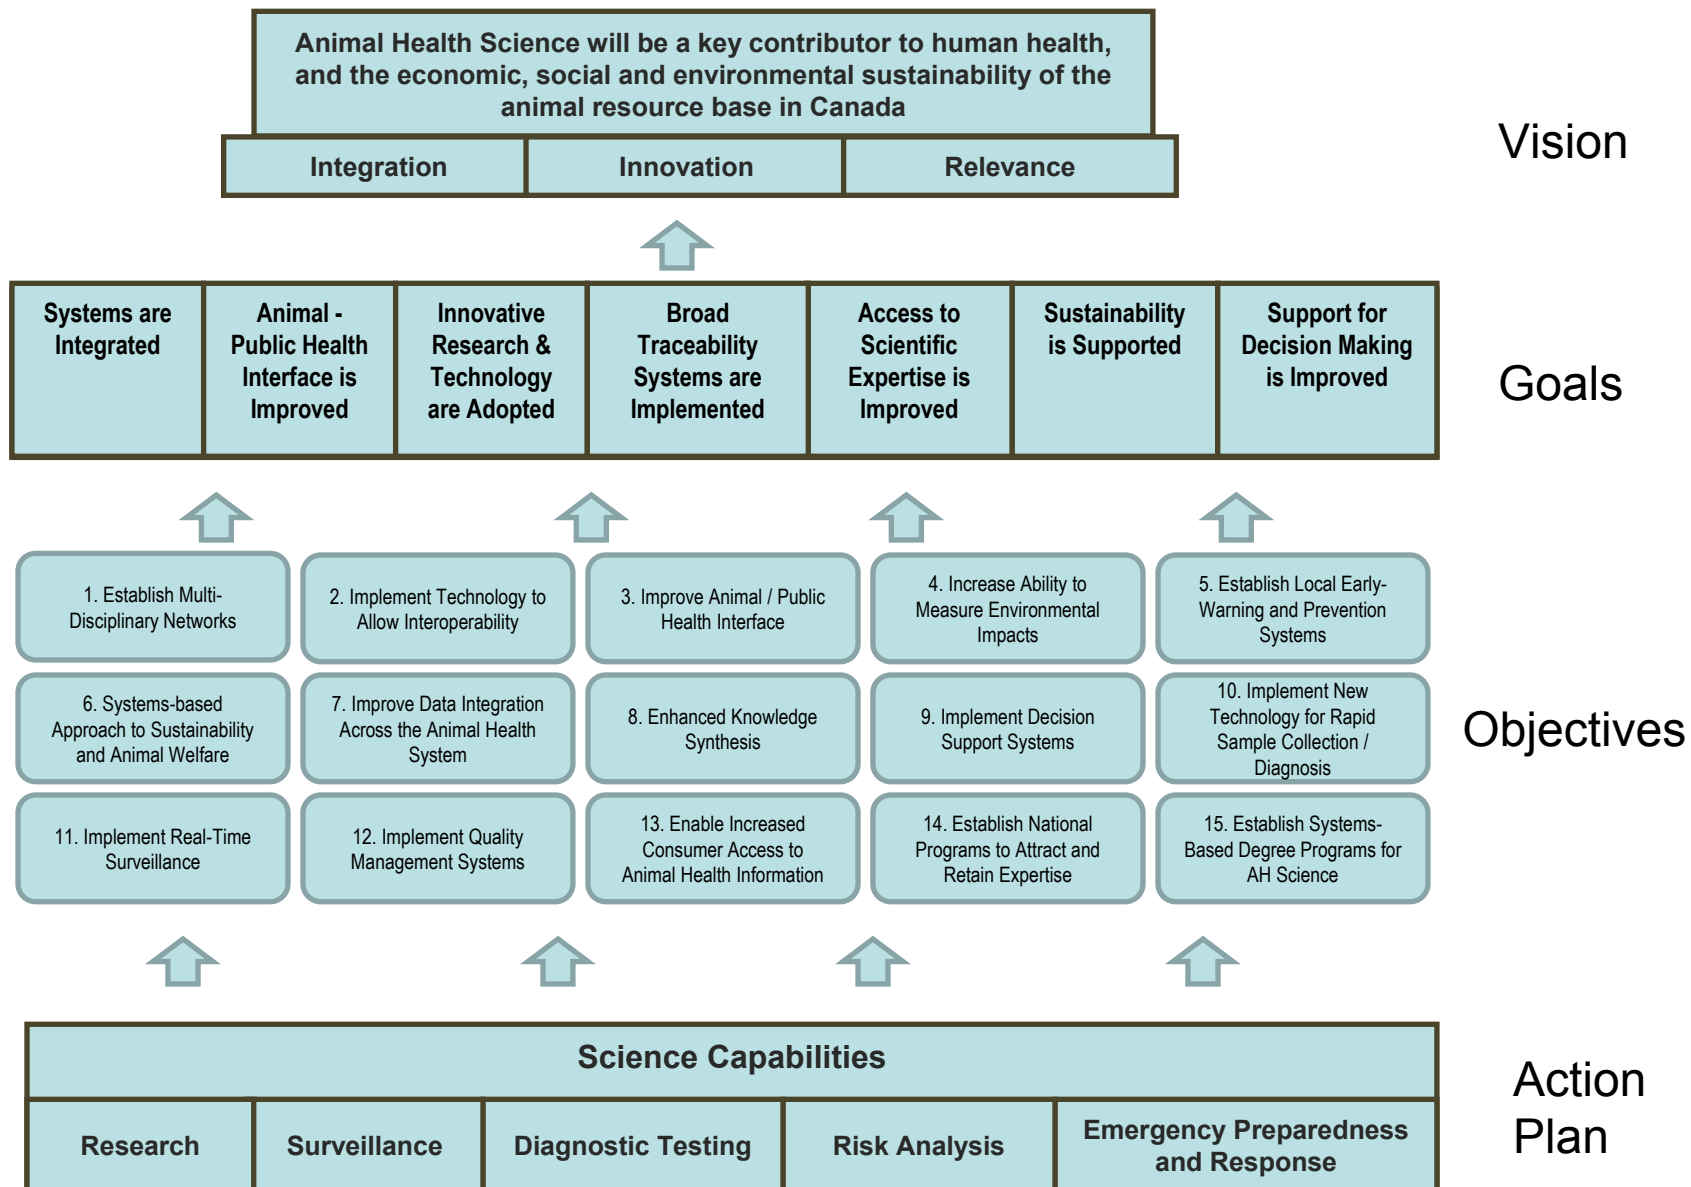 Animal Health Science will be a key contributor to human health,
and the economic, social and environmental sustainability of the
animal resource base in Canada
Integration
Innovation
Relevance
Vision
Systems are
Integrated
Animal -
Public Health
Interface is
Improved
Innovative
Research &
Technology
are Adopted
Broad
Traceability
Systems are
Implemented
Access to
Scientific
Expertise is
Improved
Sustainability
is Supported
Support for
Decision Making
is Improved
Goals
1. Establish Multi-
Disciplinary Networks
2. Implement Technology to
Allow Interoperability
3. Improve Animal / Public
Health Interface
4. Increase Ability to
Measure Environmental
Impacts
5. Establish Local Early-
Warning and Prevention
Systems
6. Systems-based
Approach to Sustainability
and Animal Welfare
7. Improve Data Integration
Across the Animal Health
System
8. Enhanced Knowledge
Synthesis
9. Implement Decision
Support Systems
10. Implement New
Technology for Rapid
Sample Collection /
Diagnosis
Objectives
11. Implement Real-Time
Surveillance
12. Implement Quality
Management Systems
13. Enable Increased
Consumer Access to
Animal Health Information
14. Establish National
Programs to Attract and
Retain Expertise
15. Establish Systems-
Based Degree Programs for
AH Science
Science Capabilities
Research
Surveillance
Diagnostic Testing
Risk Analysis
Emergency Preparedness
and Response
Action
Plan